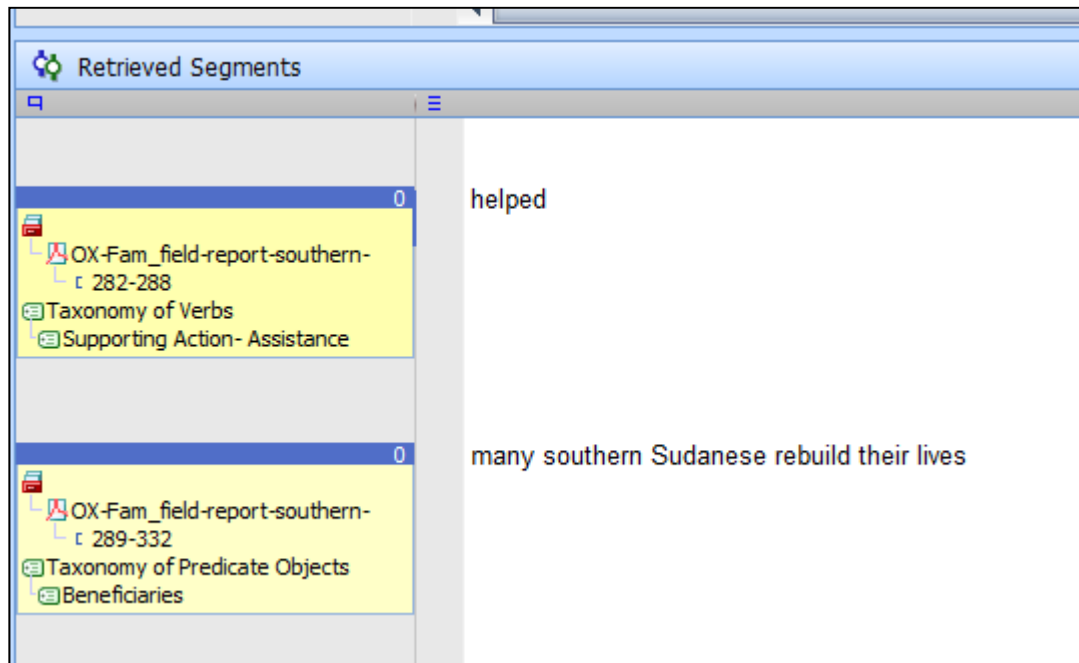 Retrieved Segments
0
helped
OX-Fam_field-report-southern-
282-288
Taxonomy of Verbs
Supporting Action- Assistance
0
many southern Sudanese rebuild their lives
OX-Fam_field-report-southern-
289-332
Taxonomy of Predicate Objects
Beneficiaries